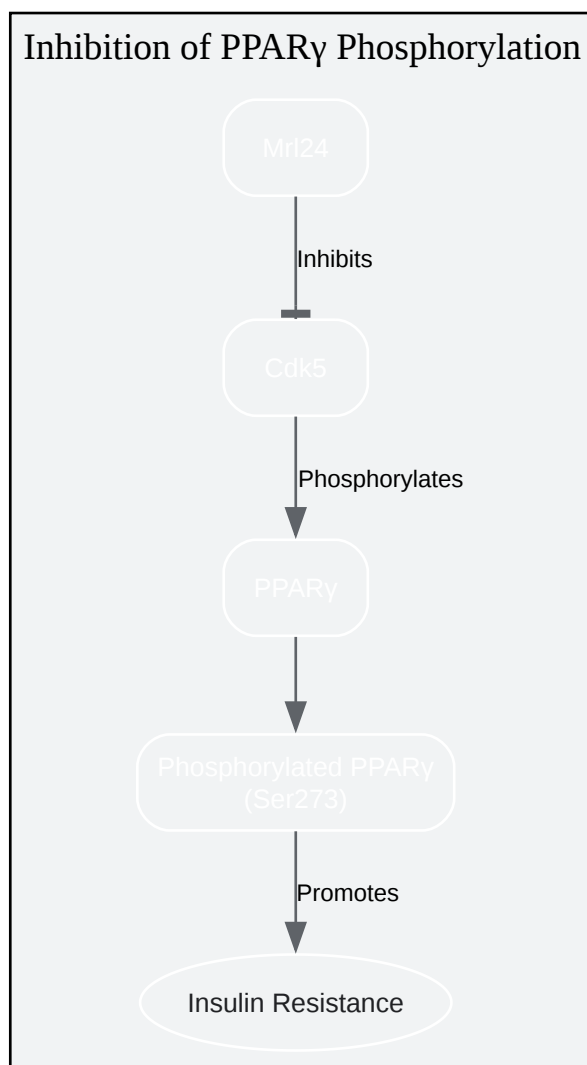 Inhibition of PPARγ Phosphorylation
Mrl24
Inhibits
Cdk5
Phosphorylates
PPARγ
Phosphorylated PPARγ
(Ser273)
Promotes
Insulin Resistance